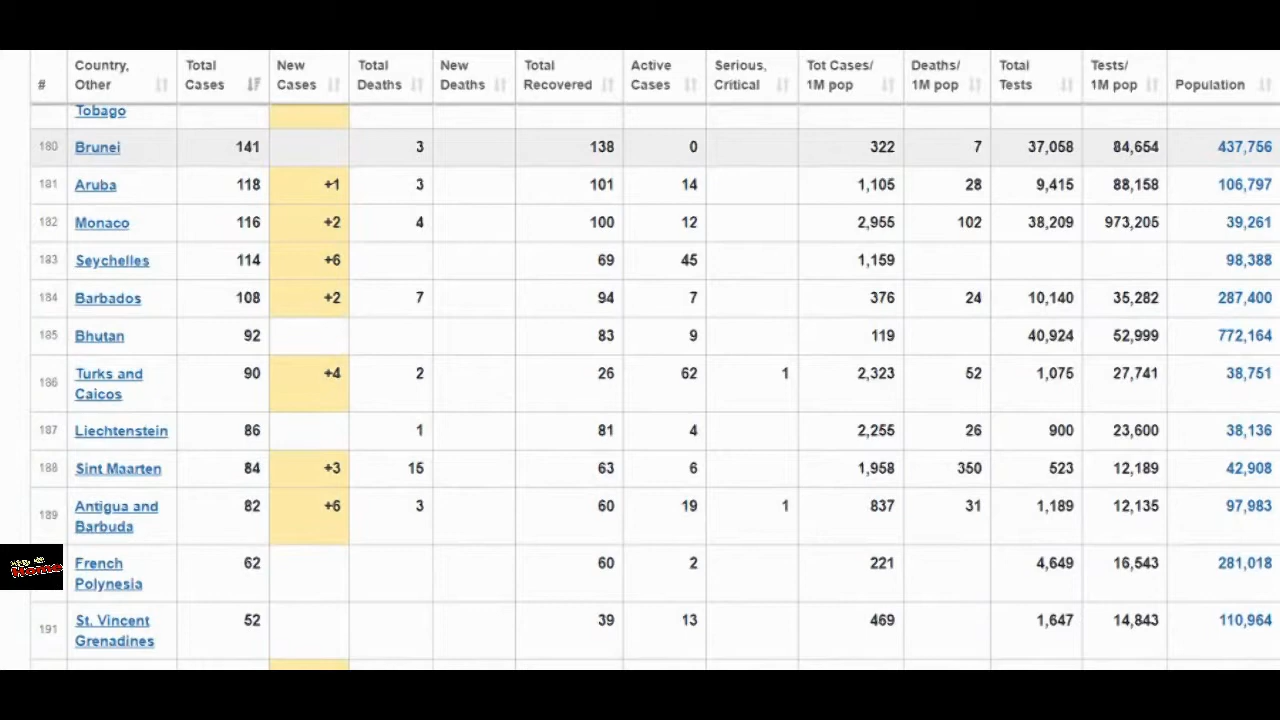 # Country, Other Total Cases New Cases Total Deaths New Deaths Total Recovered Active Cases Serious, Critical Tot Cases/ 1M pop Deaths/ 1M pop Total Tests Tests/ 1M pop Population
Tobago
180 Brunei 141 3 138 0 322 7 37,058 84,654 437,756
181 Aruba 118 +1 3 101 14 1,105 28 9,415 88,158 106,797
182 Monaco 116 +2 4 100 12 2,955 102 38,209 973,205 39,261
183 Seychelles 114 +6 69 45 1,159 98,388
184 Barbados 108 +2 7 94 7 376 24 10,140 35,282 287,400
185 Bhutan 92 83 9 119 40,924 52,999 772,164
186 Turks and Caicos 90 +4 2 26 62 1 2,323 52 1,075 27,741 38,751
187 Liechtenstein 86 1 81 4 2,255 26 900 23,600 38,136
188 Sint Maarten 84 +3 15 63 6 1,958 350 523 12,189 42,908
189 Antigua and Barbuda 82 +6 3 60 19 1 837 31 1,189 12,135 97,983
French Polynesia 62 60 2 221 4,649 16,543 281,018
191 St. Vincent Grenadines 52 39 13 469 1,647 14,843 110,964